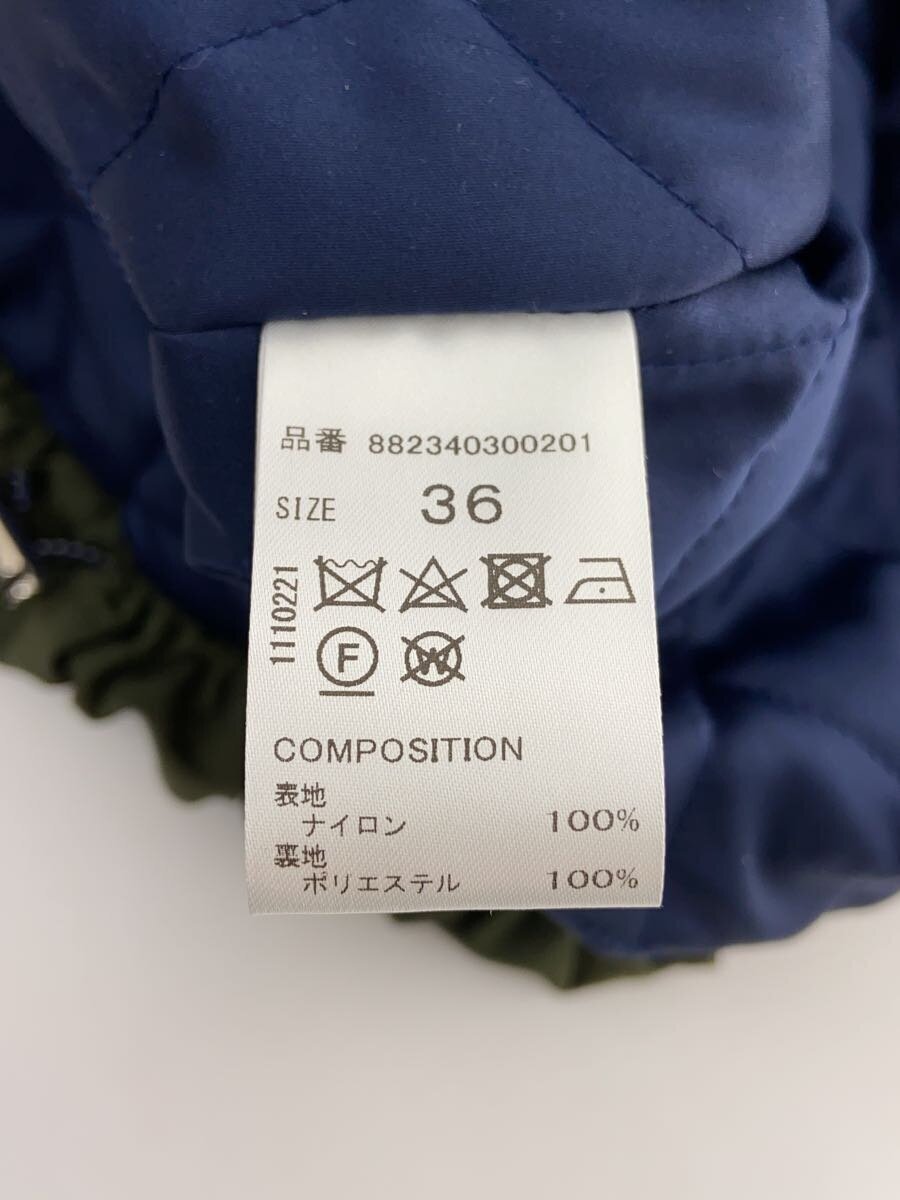 品番 882340300201
SIZE 36
1110221
F W
COMPOSITION
表地
ナイロン 100%
裏地
ポリエステル 100%